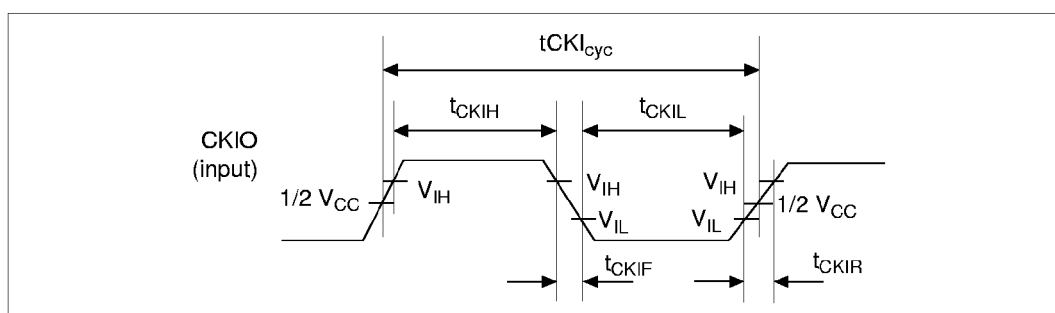 tCKIcyc
tCKIH
tCKIL
CKIO
(input)
VIH
VIH
VIH
1/2 VCC
1/2 VCC
VIL
VIL
tCKIF
tCKIR